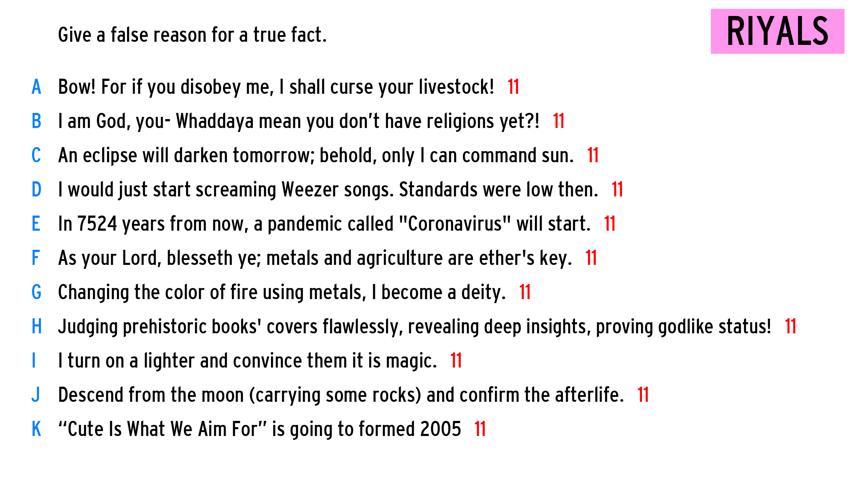 Give a false reason for a true fact.
RIYALS
A Bow! For if you disobey me, I shall curse your livestock! 11
B I am God, you- Whaddaya mean you don’t have religions yet?! 11
C An eclipse will darken tomorrow; behold, only I can command sun. 11
D I would just start screaming Weezer songs. Standards were low then. 11
E In 7524 years from now, a pandemic called "Coronavirus" will start. 11
F As your Lord, blesseth ye; metals and agriculture are ether's key. 11
G Changing the color of fire using metals, I become a deity. 11
H Judging prehistoric books' covers flawlessly, revealing deep insights, proving godlike status! 11
I I turn on a lighter and convince them it is magic. 11
J Descend from the moon (carrying some rocks) and confirm the afterlife. 11
K “Cute Is What We Aim For” is going to formed 2005 11